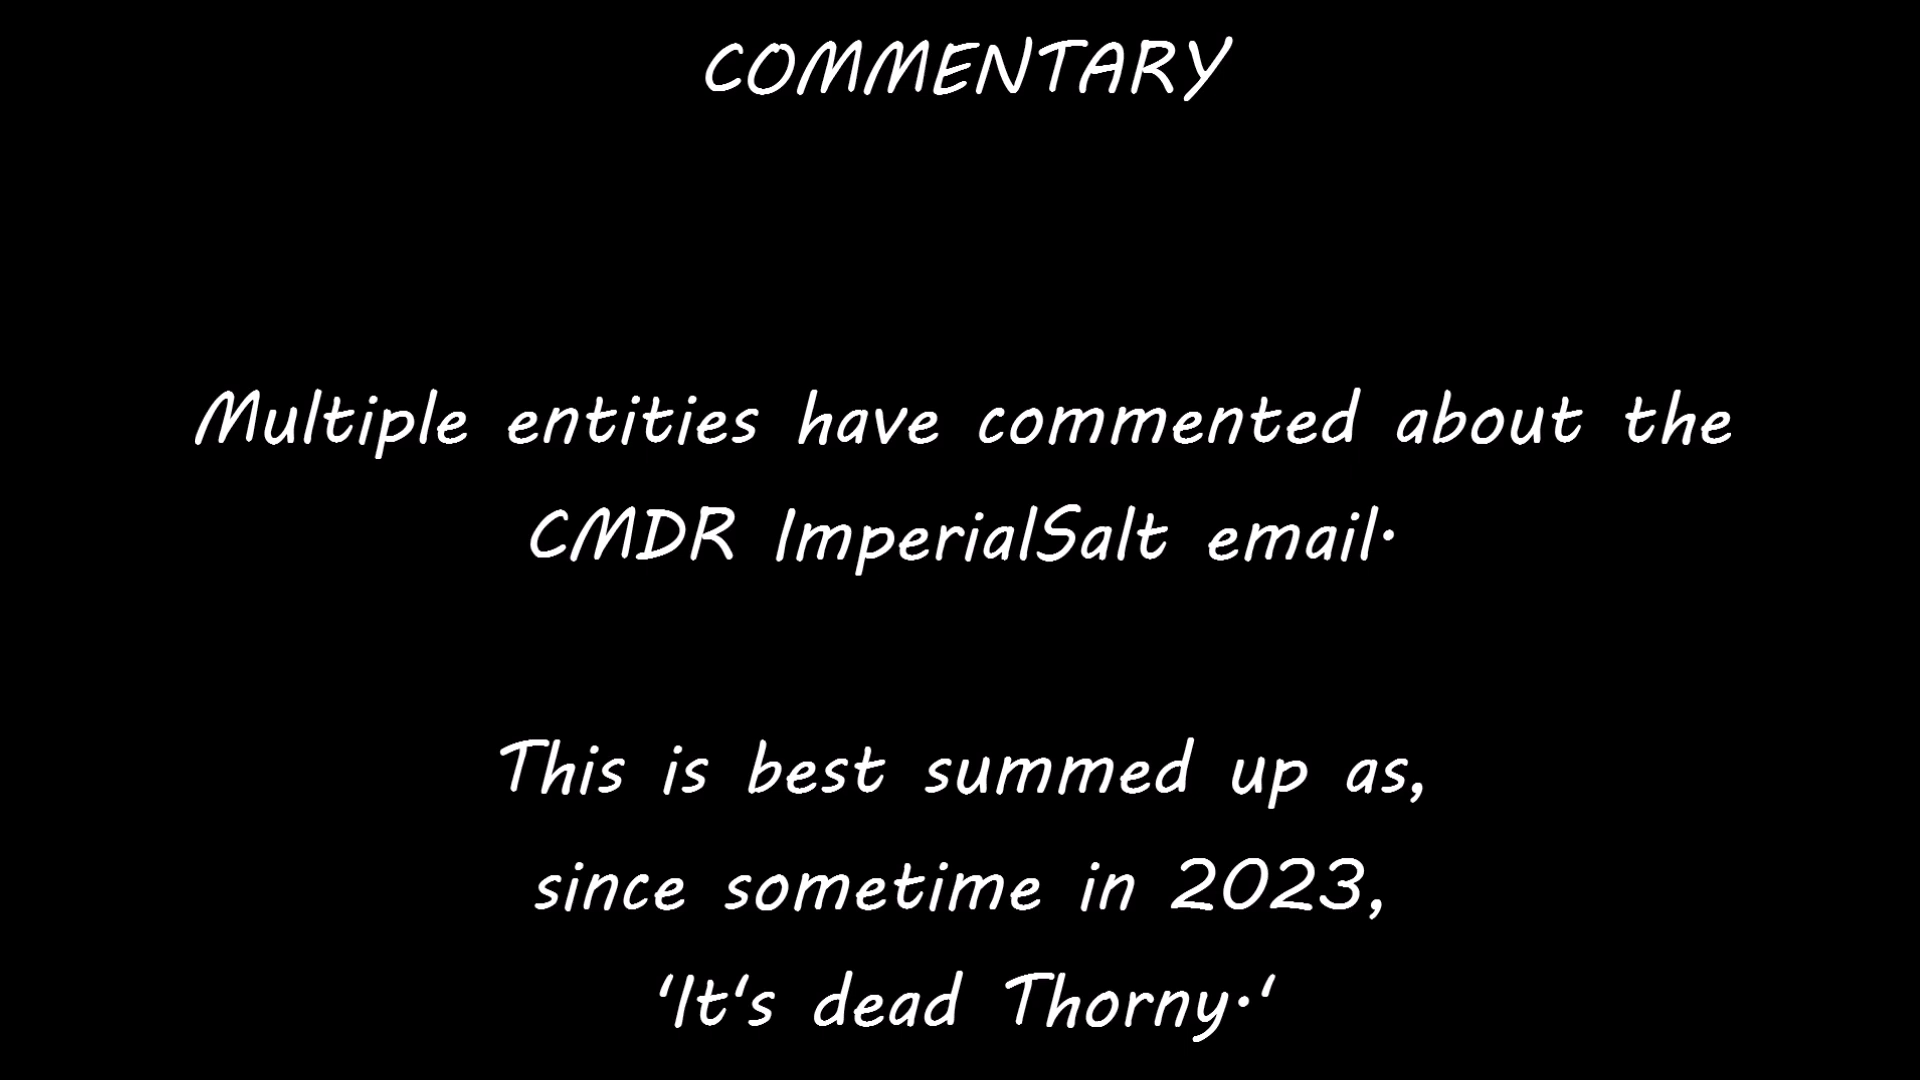 COMMENTARY
Multiple entities have commented about the
CMDR ImperialSalt email.
This is best summed up as,
since sometime in 2023,
'It's dead Thorny.'